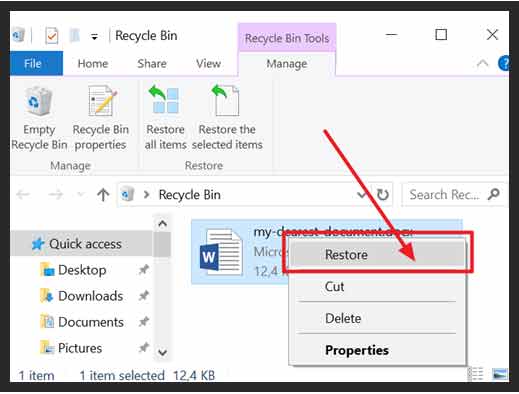 Recycle Bin
Recycle Bin Tools
File
Home
Share
View
Manage
Empty
Recycle Bin
Recycle Bin
properties
Restore
all items
Restore the
selected items
Manage
Restore
Recycle Bin
Search Rec...
Quick access
Desktop
Downloads
Documents
Pictures
my-dearest-document.docx
12,4
Restore
Cut
Delete
Properties
1 item
1 item selected 12,4 KB